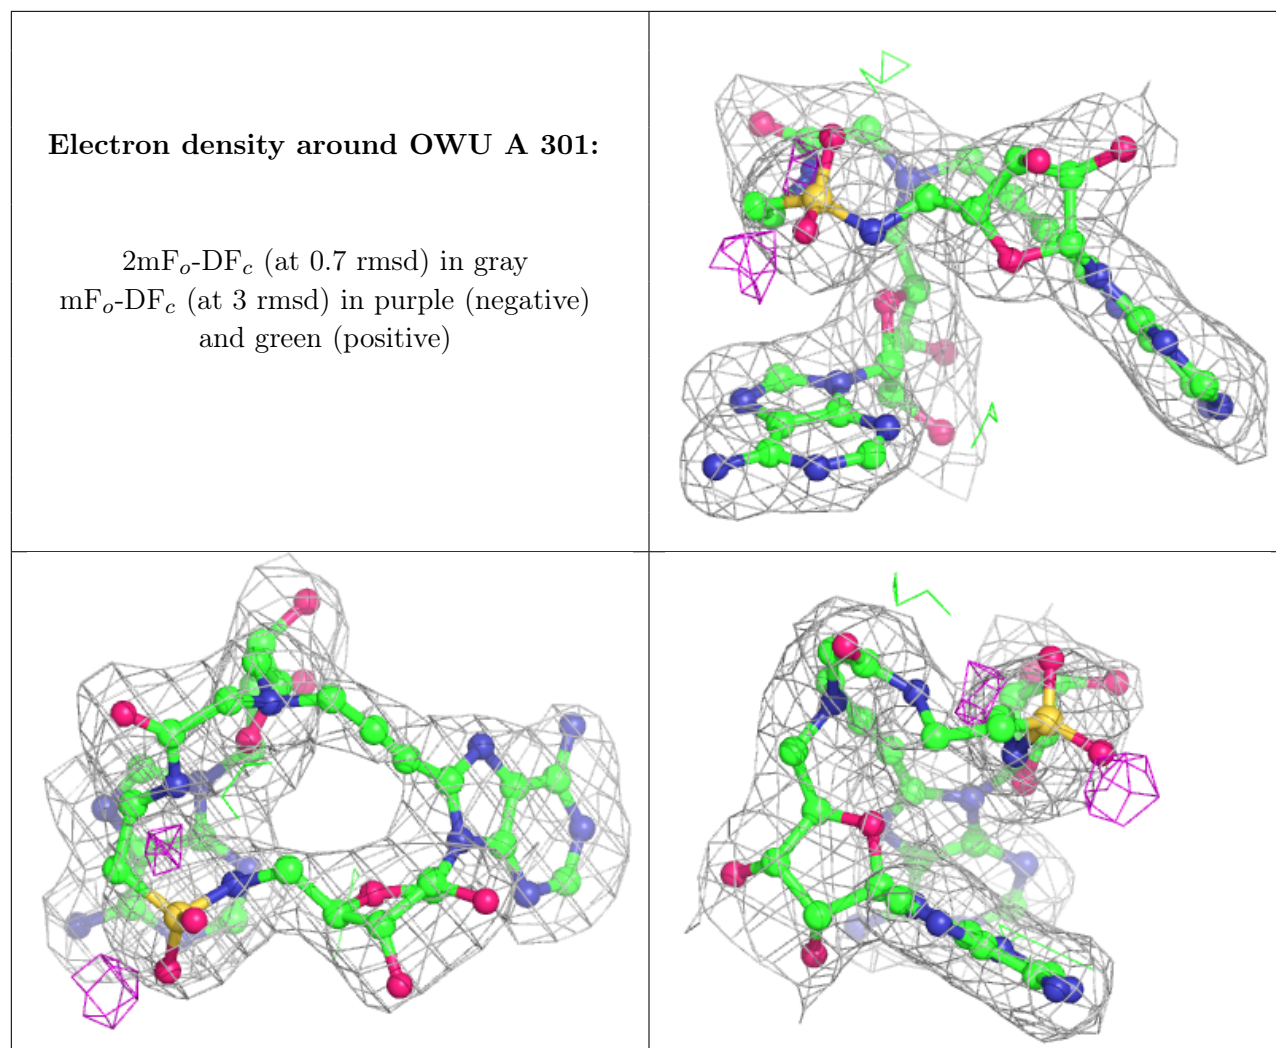 Electron density around OWU A 301:
2mFo-DFc (at 0.7 rmsd) in gray
mFo-DFc (at 3 rmsd) in purple (negative)
and green (positive)